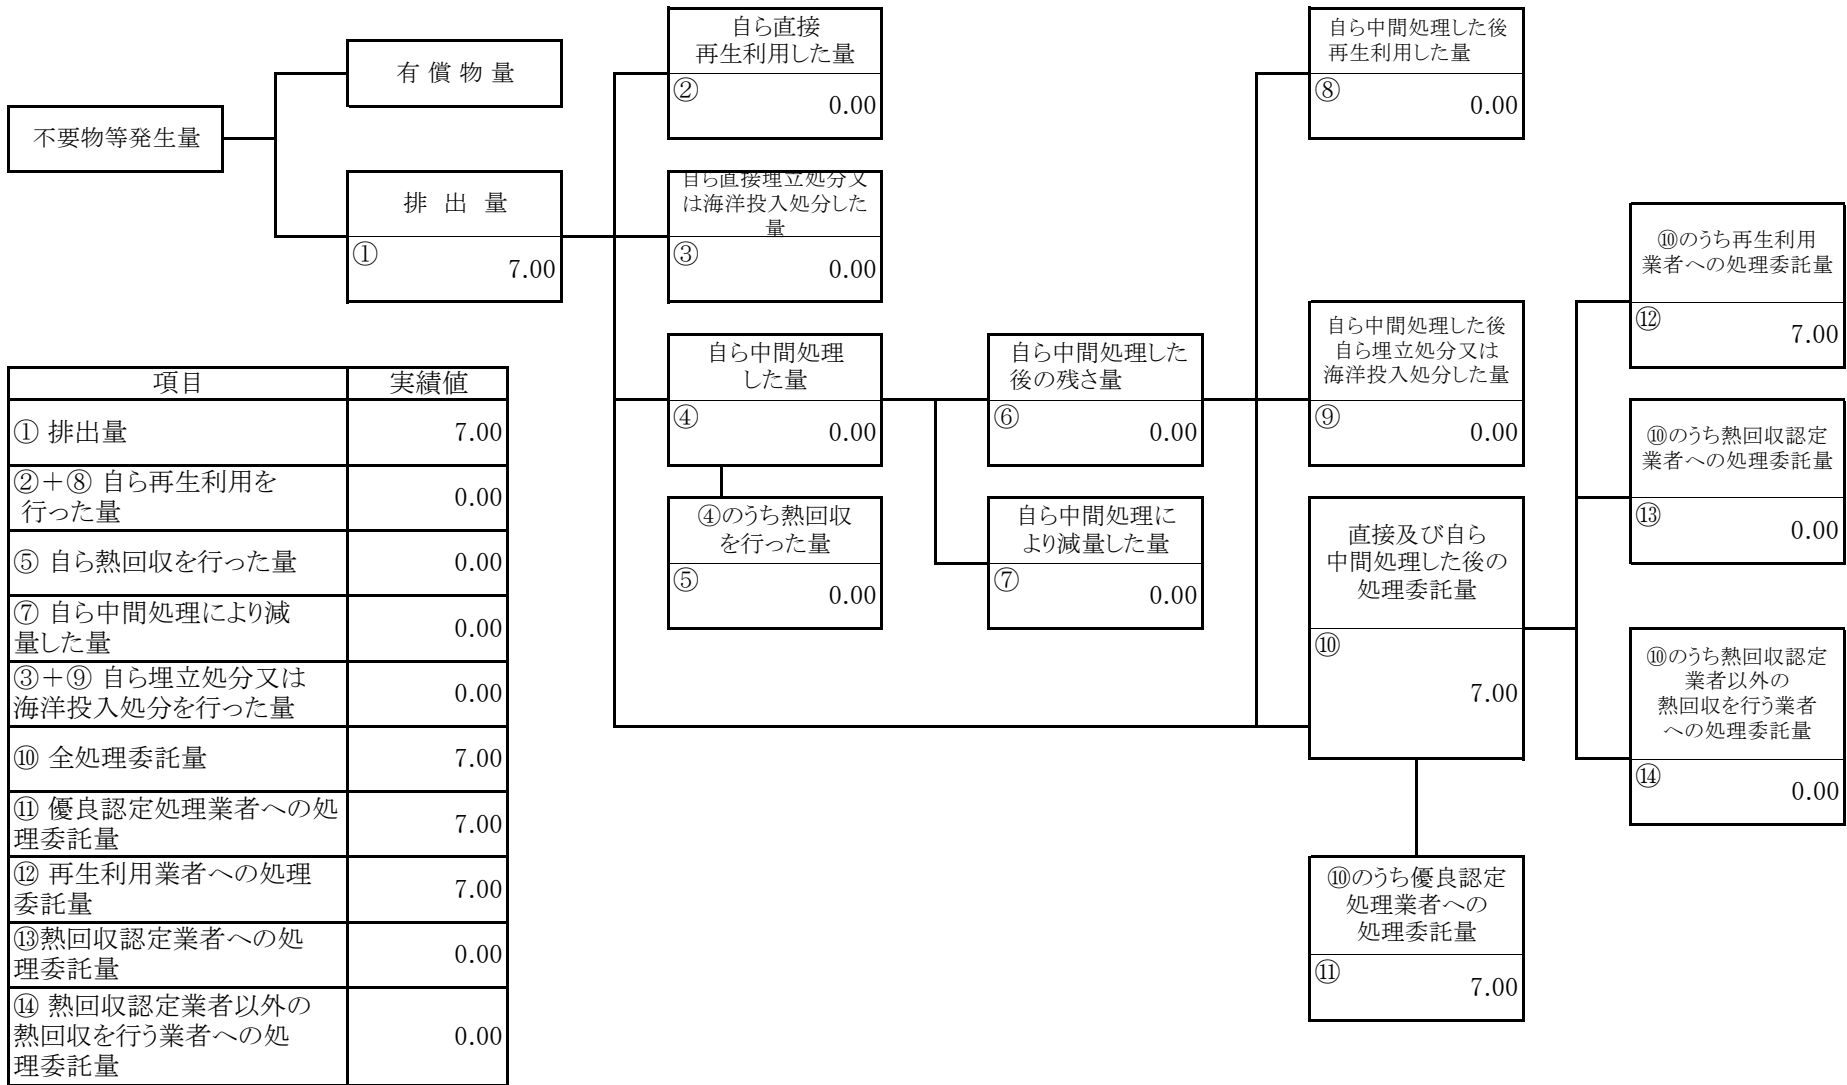 不要物等発生量
有 償 物 量
排 出 量
①
7.00
自ら直接
再生利用した量
②
0.00
自ら直接埋立処分又
は海洋投入処分した
量
③
0.00
自ら中間処理
した量
④
0.00
④のうち熱回収
を行った量
⑤
0.00
自ら中間処理した
後の残さ量
⑥
0.00
自ら中間処理に
より減量した量
⑦
0.00
自ら中間処理した後
再生利用した量
⑧
0.00
自ら中間処理した後
自ら埋立処分又は
海洋投入処分した量
⑨
0.00
直接及び自ら
中間処理した後の
処理委託量
⑩
7.00
⑩のうち優良認定
処理業者への
処理委託量
⑪
7.00
⑩のうち再生利用
業者への処理委託量
⑫
7.00
⑩のうち熱回収認定
業者への処理委託量
⑬
0.00
⑩のうち熱回収認定
業者以外の
熱回収を行う業者
への処理委託量
⑭
0.00
項目 実績値
① 排出量 7.00
②+⑧ 自ら再生利用を
行った量 0.00
⑤ 自ら熱回収を行った量 0.00
⑦ 自ら中間処理により減
量した量 0.00
③+⑨ 自ら埋立処分又は
海洋投入処分を行った量 0.00
⑩ 全処理委託量 7.00
⑪ 優良認定処理業者への処
理委託量 7.00
⑫ 再生利用業者への処理
委託量 7.00
⑬熱回収認定業者への処
理委託量 0.00
⑭ 熱回収認定業者以外の
熱回収を行う業者への処
理委託量 0.00